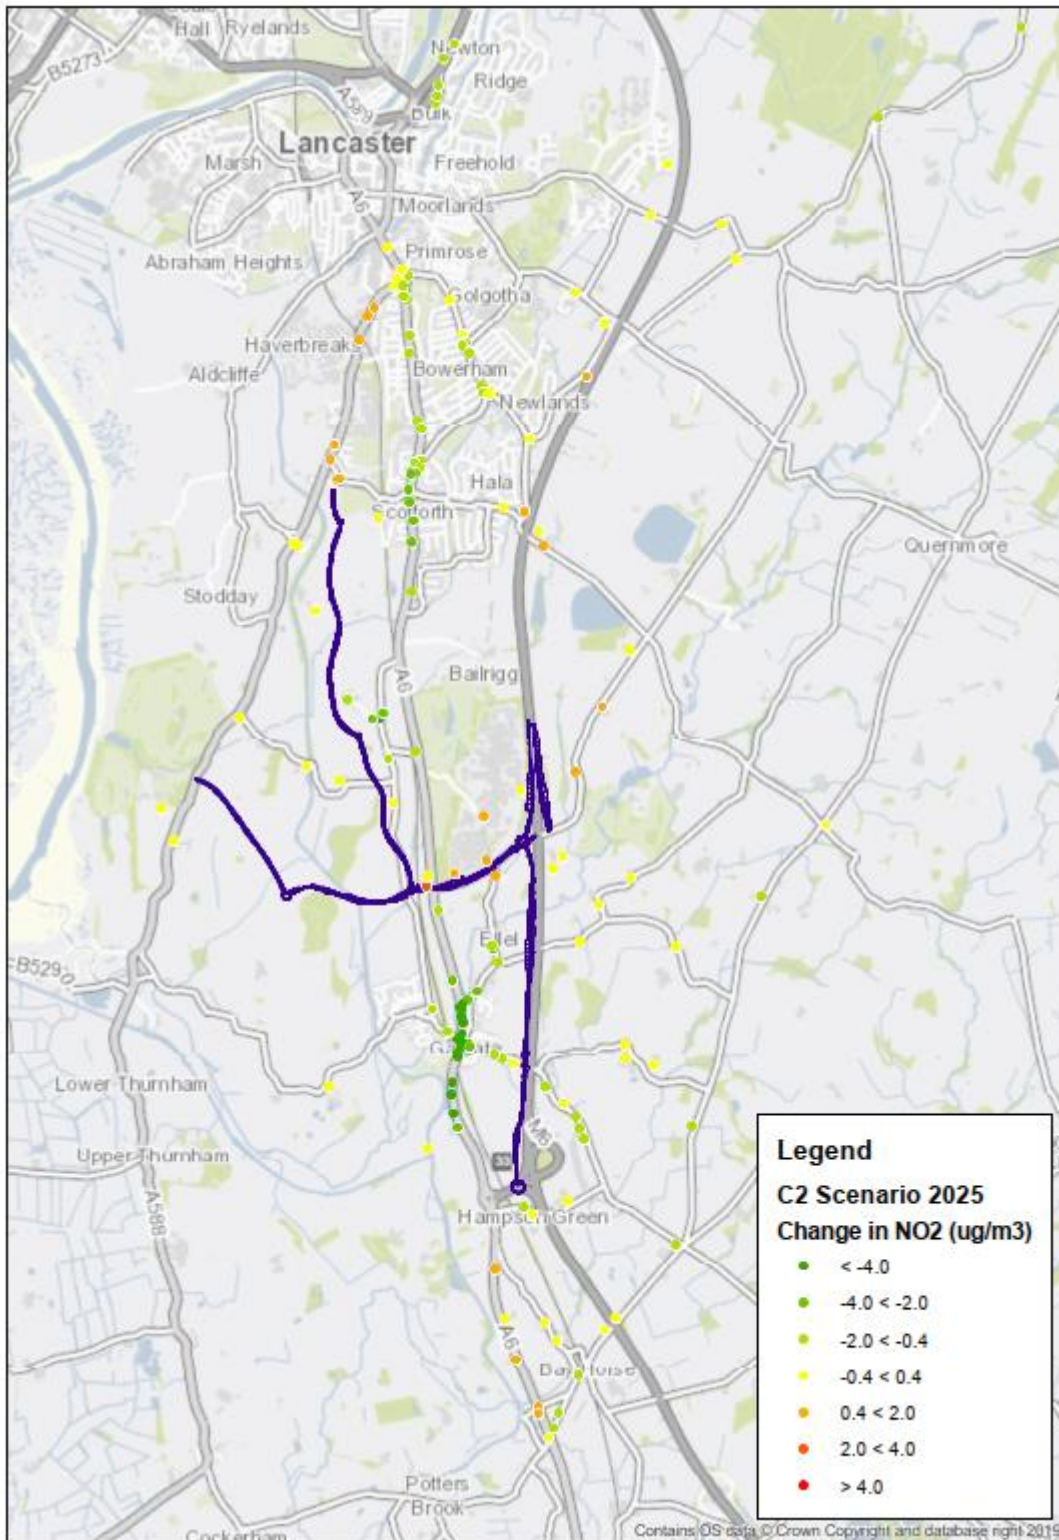 Hall
Ryelands
Newton
Ridge
B5273
A589
Bulk
Lancaster
Marsh
Freehold
A6
Moorlands
Primrose
Abraham Heights
Golgotha
Haverbreaks
Bowerham
Aldcliffe
Newlands
Hala
Scotforth
Quernmore
Stodday
Bailrigg
A6
Ellel
B5290
Galgate
Lower Thurnham
M6
Upper Thurnham
33
Hampson Green
A588
A6
Bay Horse
Potters
Brook
Cockerham
Legend
C2 Scenario 2025
Change in NO2 (ug/m3)
< -4.0
-4.0 < -2.0
-2.0 < -0.4
-0.4 < 0.4
0.4 < 2.0
2.0 < 4.0
> 4.0
Contains OS data © Crown Copyright and database right